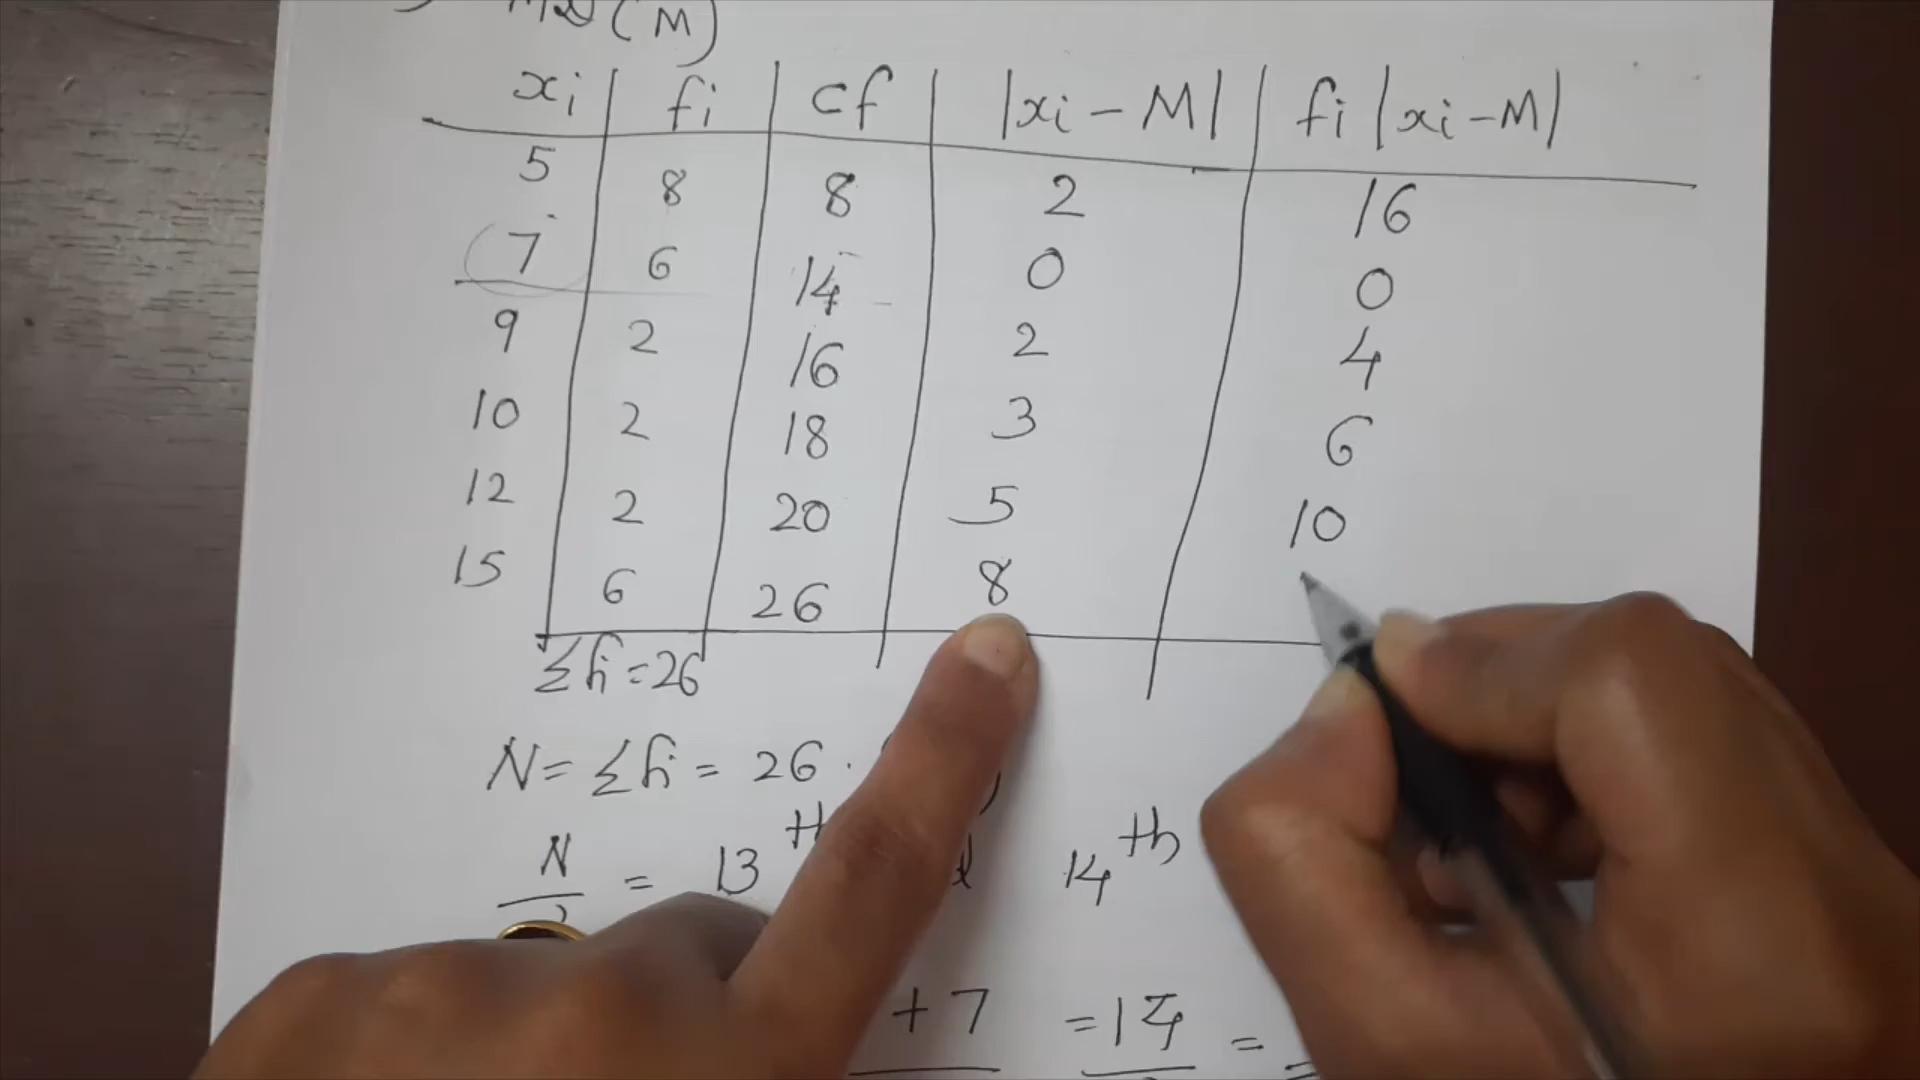 MD(M)
xi | fi | cf | |xi-M| | fi|xi-M|
5 8 8 2 16
7 6 14 0 0
9 2 16 2 4
10 2 18 3 6
12 2 20 5 10
15 6 26 8
Σfi=26
N=Σfi= 26
N = 13 14th
+7 =14 =